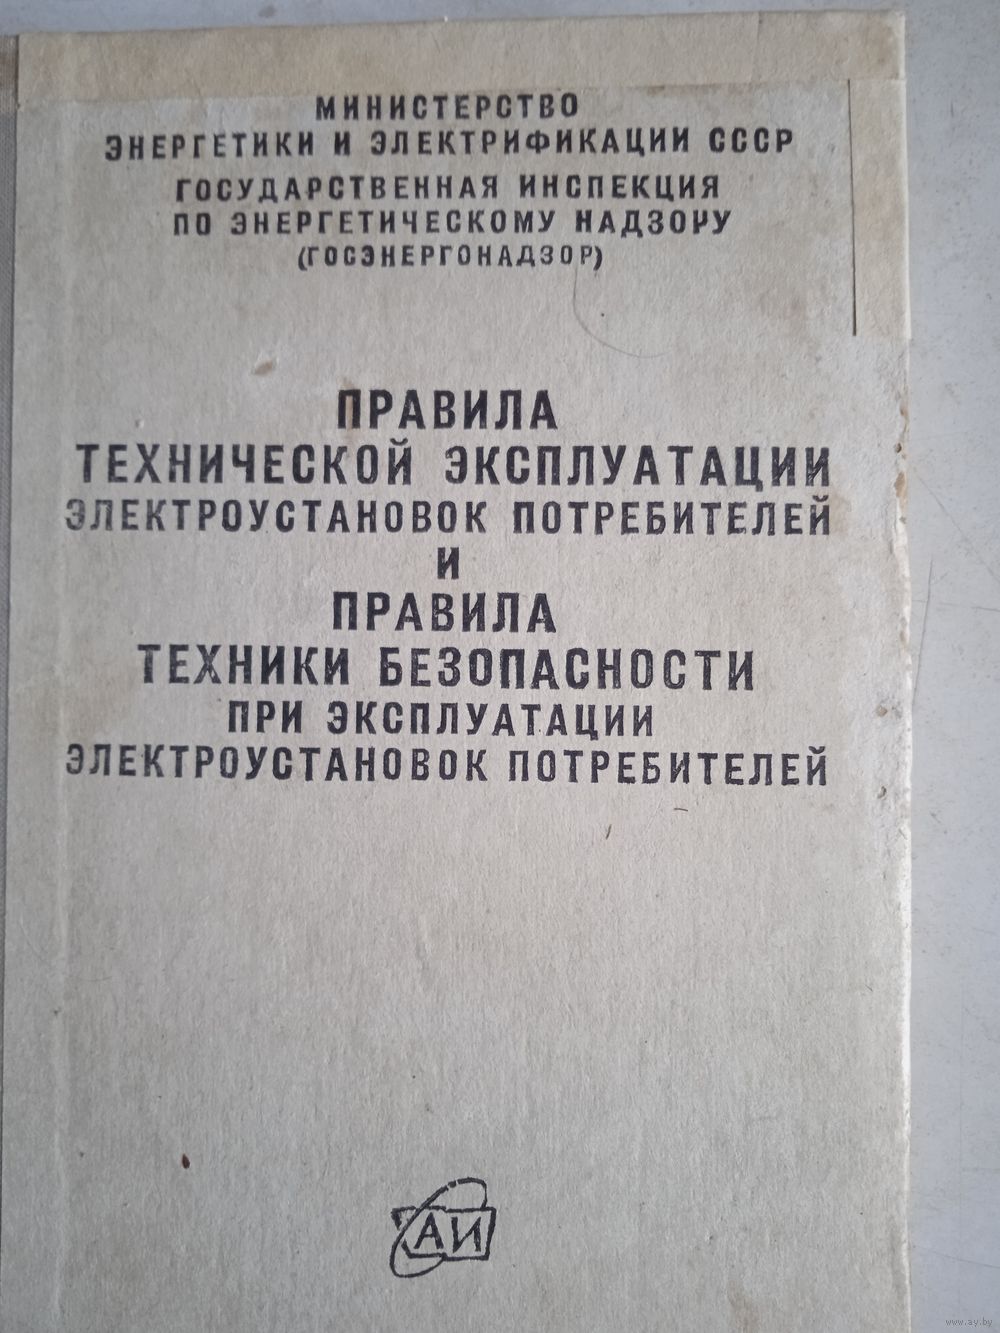 МИНИСТЕРСТВО
ЭНЕРГЕТИКИ И ЭЛЕКТРИФИКАЦИИ СССР
ГОСУДАРСТВЕННАЯ ИНСПЕКЦИЯ
ПО ЭНЕРГЕТИЧЕСКОМУ НАДЗОРУ
(ГОСЭНЕРГОНАДЗОР)
ПРАВИЛА
ТЕХНИЧЕСКОЙ ЭКСПЛУАТАЦИИ
ЭЛЕКТРОУСТАНОВОК ПОТРЕБИТЕЛЕЙ
И
ПРАВИЛА
ТЕХНИКИ БЕЗОПАСНОСТИ
ПРИ ЭКСПЛУАТАЦИИ
ЭЛЕКТРОУСТАНОВОК ПОТРЕБИТЕЛЕЙ
АИ
www.ay.by